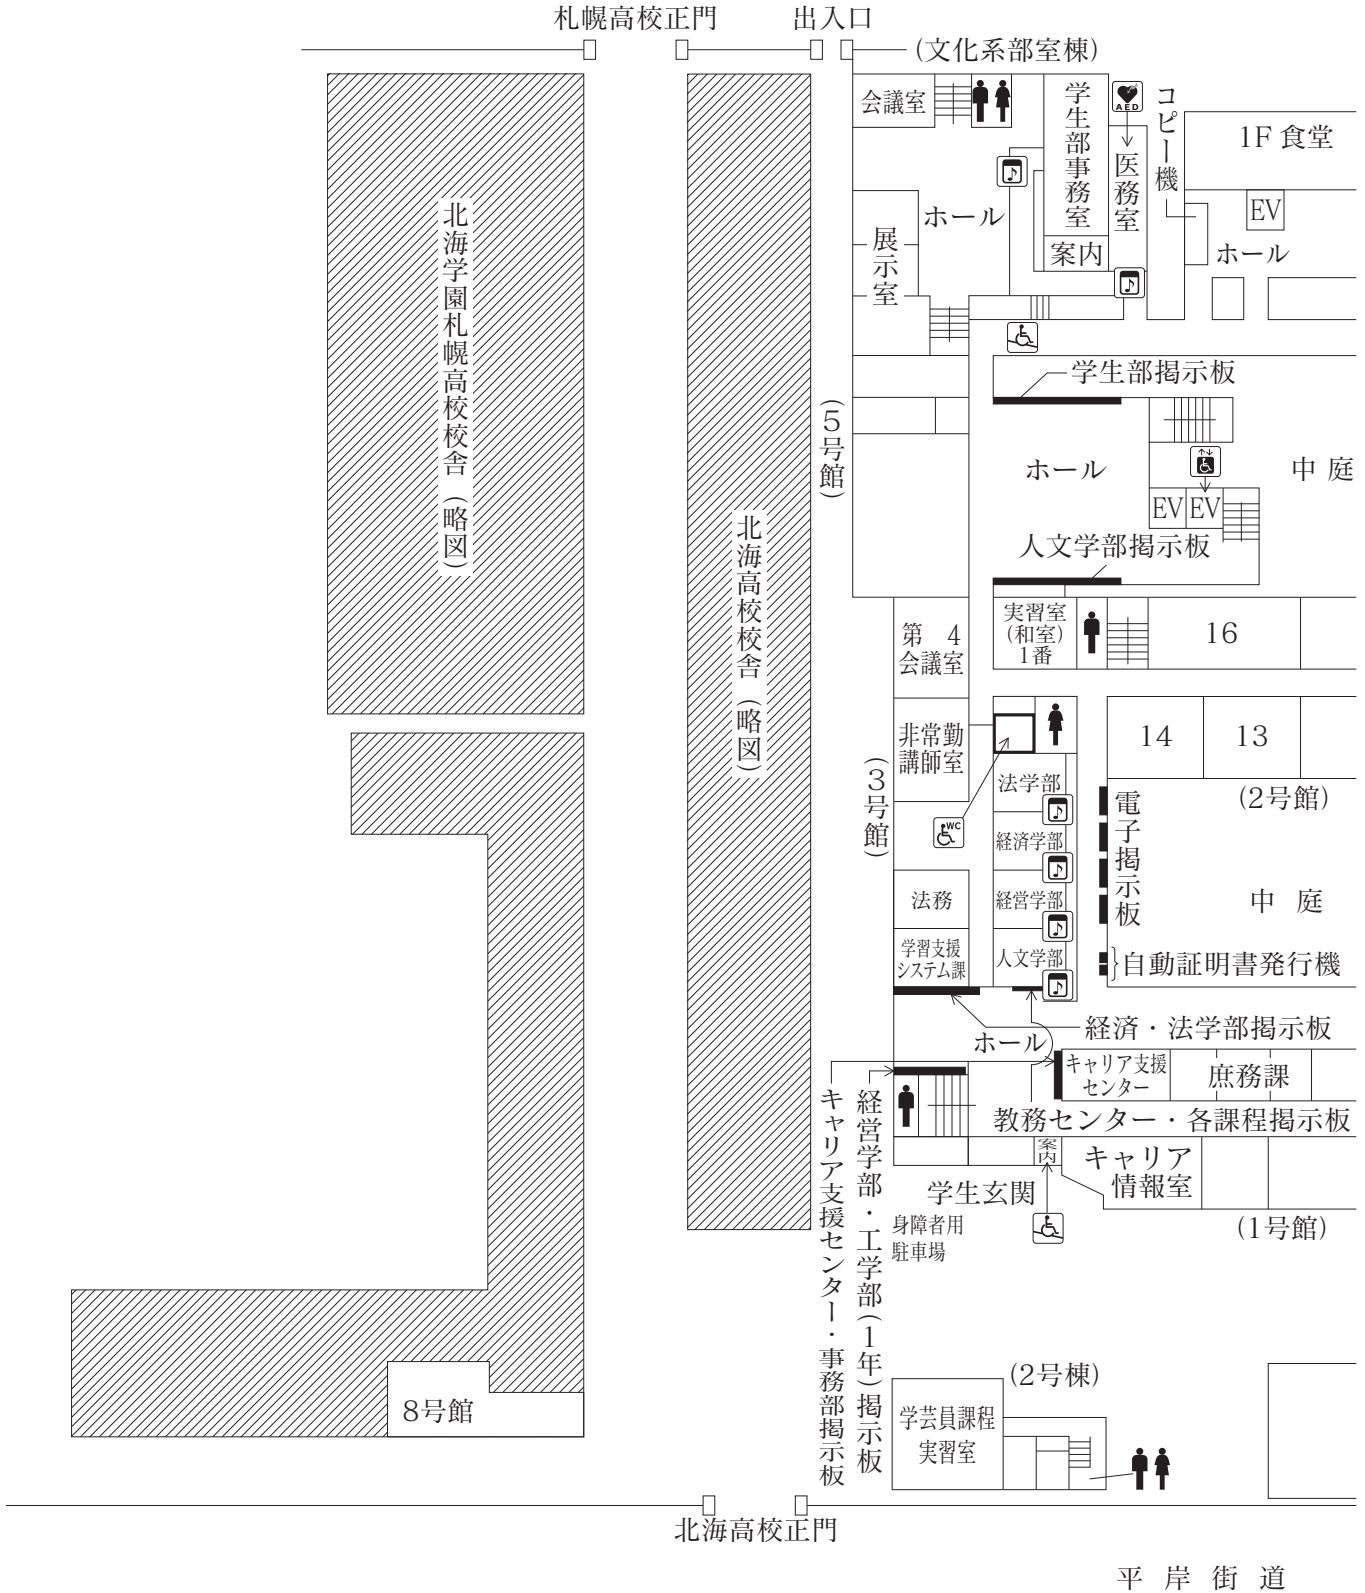 札幌高校正門
出入口
(文化系部室棟)
会議室
学生部事務室
AED
コピー機
1F 食堂
医務室
EV
ホール
展示室
案内
ホール
北海学園札幌高校校舎（略図）
学生部掲示板
(5号館)
ホール
中庭
EV
EV
人文学部掲示板
北海高校校舎（略図）
実習室
(和室)
1番
16
第 4
会議室
非常勤
講師室
14
13
(3号館)
法学部
電子掲示板
(2号館)
WC
経済学部
法務
経営学部
中庭
学習支援
システム課
人文学部
自動証明書発行機
経済・法学部掲示板
ホール
キャリア支援
センター
庶務課
キャリア支援センター・事務部掲示板
経営学部・工学部(1年)掲示板
教務センター・各課程掲示板
案内
キャリア
情報室
学生玄関
身障者用
駐車場
(1号館)
(2号棟)
8号館
学芸員課程
実習室
北海高校正門
平岸街道